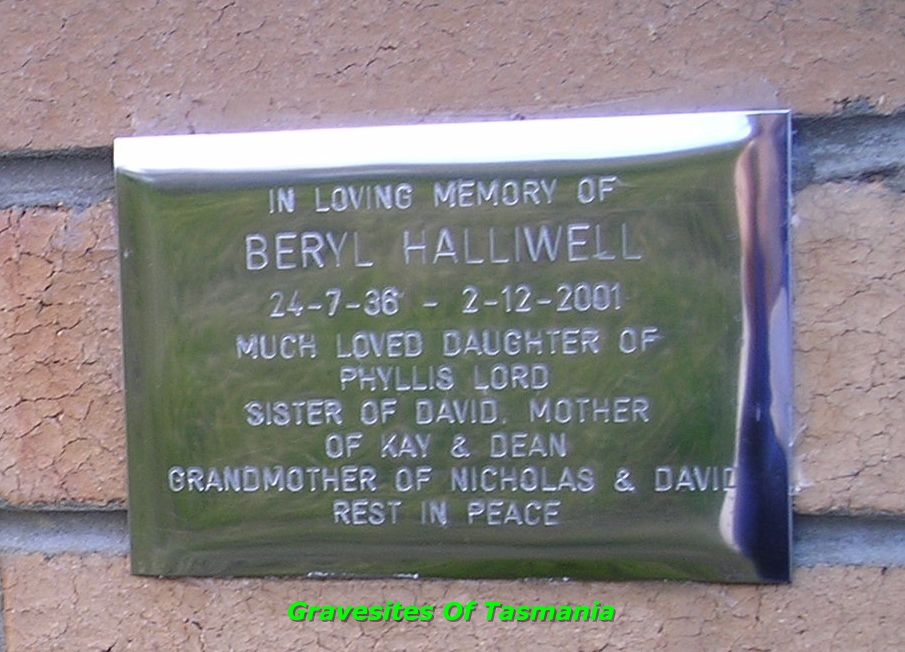 IN LOVING MEMORY OF
BERYL HALLIWELL
24-7-36 - 2-12-2001
MUCH LOVED DAUGHTER OF
PHYLLIS LORD
SISTER OF DAVID. MOTHER
OF KAY & DEAN
GRANDMOTHER OF NICHOLAS & DAVID
REST IN PEACE
Gravesites Of Tasmania